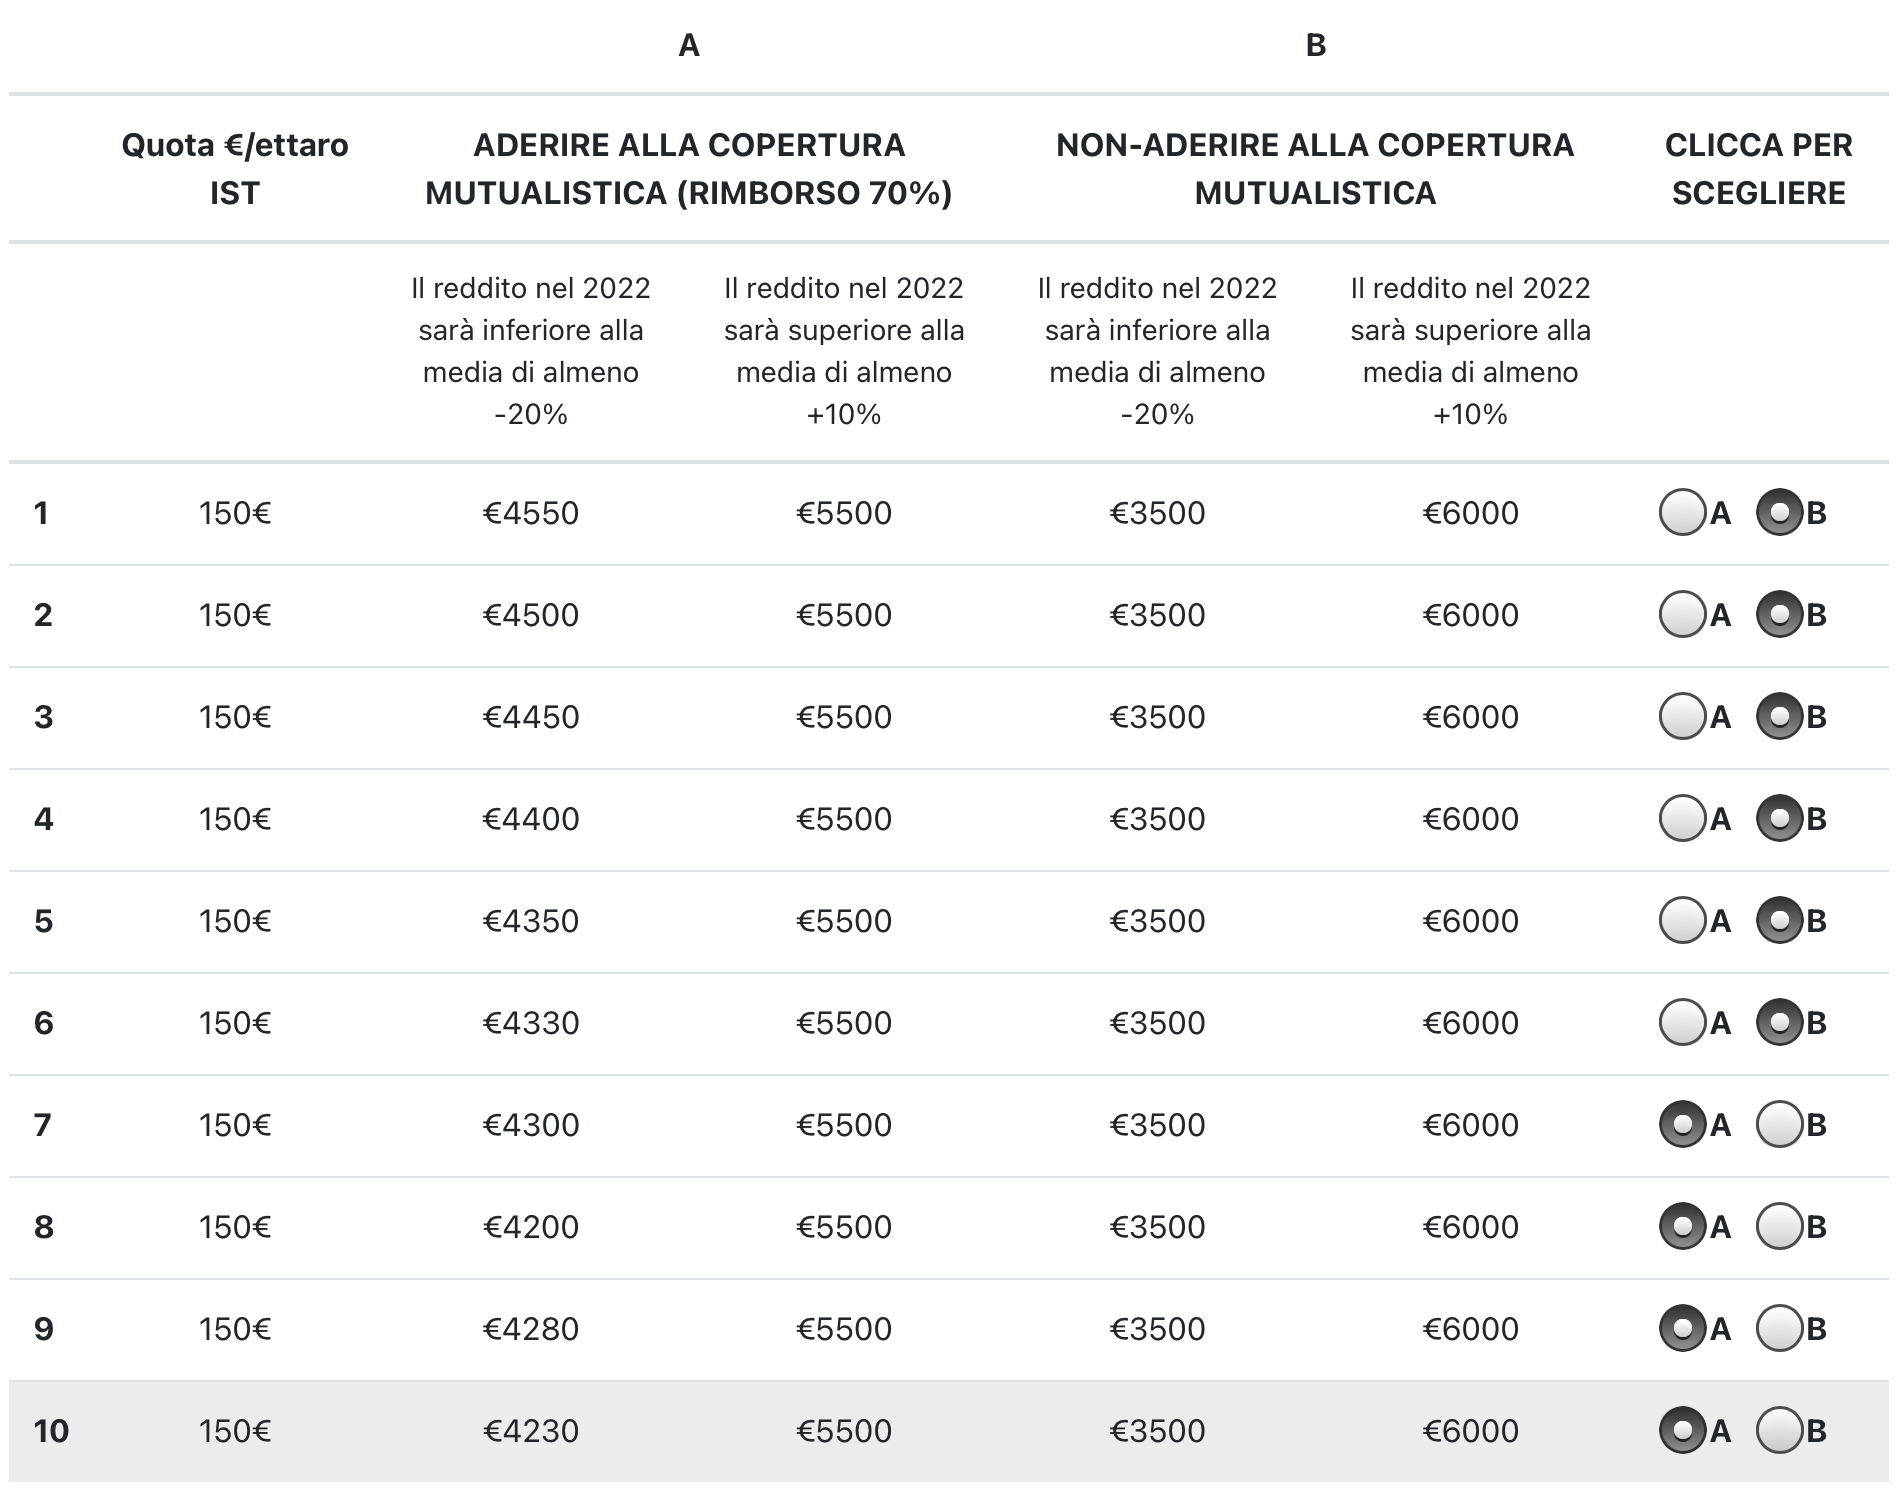 A B
Quota €/ettaro ADERIRE ALLA COPERTURA NON-ADERIRE ALLA COPERTURA CLICCA PER
IST MUTUALISTICA (RIMBORSO 70%) MUTUALISTICA SCEGLIERE
Il reddito nel 2022 Il reddito nel 2022 Il reddito nel 2022 Il reddito nel 2022
sarà inferiore alla sarà superiore alla sarà inferiore alla sarà superiore alla
media di almeno media di almeno media di almeno media di almeno
-20% +10% -20% +10%
1 150€ €4550 €5500 €3500 €6000 A B
2 150€ €4500 €5500 €3500 €6000 A B
3 150€ €4450 €5500 €3500 €6000 A B
4 150€ €4400 €5500 €3500 €6000 A B
5 150€ €4350 €5500 €3500 €6000 A B
6 150€ €4330 €5500 €3500 €6000 A B
7 150€ €4300 €5500 €3500 €6000 A B
8 150€ €4200 €5500 €3500 €6000 A B
9 150€ €4280 €5500 €3500 €6000 A B
10 150€ €4230 €5500 €3500 €6000 A B